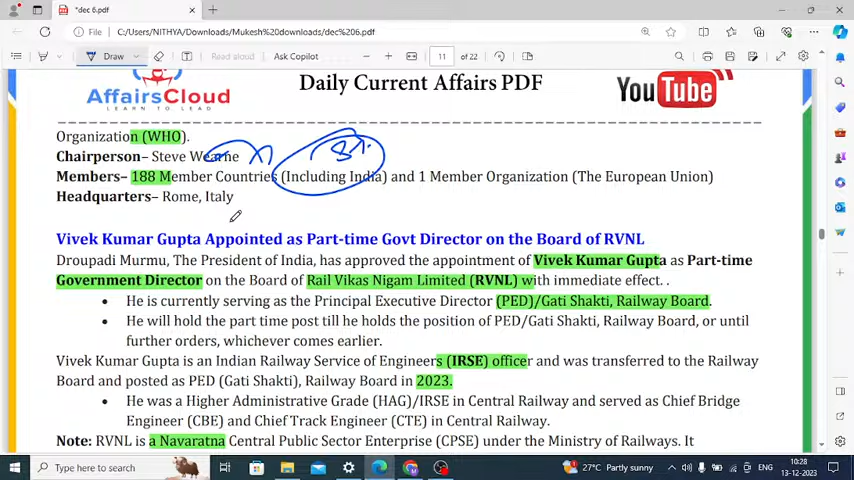 *dec 6.pdf
C:/Users/NITHYA/Downloads/Mukesh%20downloads/dec%206.pdf
Draw
Read aloud
Ask Copilot
11 of 22
AffairsCloud
LEARN TO LEAD
Daily Current Affairs PDF
YouTube
Organization (WHO).
Chairperson– Steve Wearne
Members– 188 Member Countries (Including India) and 1 Member Organization (The European Union)
Headquarters– Rome, Italy
Vivek Kumar Gupta Appointed as Part-time Govt Director on the Board of RVNL
Droupadi Murmu, The President of India, has approved the appointment of Vivek Kumar Gupta as Part-time
Government Director on the Board of Rail Vikas Nigam Limited (RVNL) with immediate effect. .
• He is currently serving as the Principal Executive Director (PED)/Gati Shakti, Railway Board.
• He will hold the part time post till he holds the position of PED/Gati Shakti, Railway Board, or until
further orders, whichever comes earlier.
Vivek Kumar Gupta is an Indian Railway Service of Engineers (IRSE) officer and was transferred to the Railway
Board and posted as PED (Gati Shakti), Railway Board in 2023.
• He was a Higher Administrative Grade (HAG)/IRSE in Central Railway and served as Chief Bridge
Engineer (CBE) and Chief Track Engineer (CTE) in Central Railway.
Note: RVNL is a Navaratna Central Public Sector Enterprise (CPSE) under the Ministry of Railways. It
Type here to search
27°C Partly sunny
ENG
10:28
13-12-2023